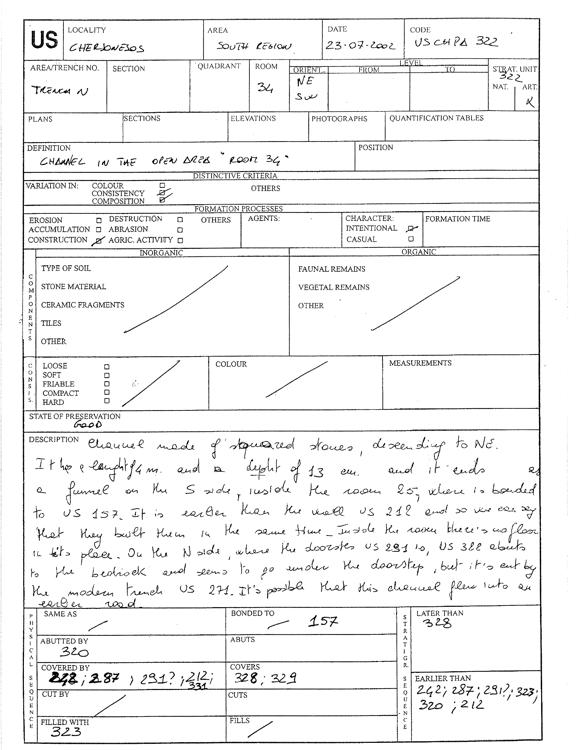 US
LOCALITY
CHERSONESOS
AREA
SOUTH REGION
DATE
23-07-2002
CODE
US CHPA 322
AREA/TRENCH NO.
TRENCH N
SECTION
QUADRANT
ROOM
34
LEVEL
ORIENT. FROM TO
NE
SW
STRAT. UNIT
322
NAT. ART.
X
PLANS SECTIONS ELEVATIONS PHOTOGRAPHS QUANTIFICATION TABLES
DEFINITION POSITION
CHANNEL IN THE OPEN AREA "ROOM 34"
DISTINCTIVE CRITERIA
VARIATION IN: COLOUR OTHERS
CONSISTENCY
COMPOSITION
FORMATION PROCESSES
EROSION DESTRUCTION OTHERS AGENTS: CHARACTER: FORMATION TIME
ACCUMULATION ABRASION INTENTIONAL
CONSTRUCTION AGRIC. ACTIVITY CASUAL
COMPONENTS
INORGANIC ORGANIC
TYPE OF SOIL FAUNAL REMAINS
STONE MATERIAL VEGETAL REMAINS
CERAMIC FRAGMENTS OTHER
TILES
OTHER
CONSIS.
LOOSE COLOUR MEASUREMENTS
SOFT
FRIABLE
COMPACT
HARD
STATE OF PRESERVATION
GOOD
DESCRIPTION Channel made of squared stones, descending to NE.
It has a lenght of 4 m. and a depht of 13 cm. and it ends as
a funnel on the S side, inside the room 25, where is bonded
to US 157. It is earlier than the wall US 212 and so we can say
that they built them in the same time_ Inside the room there's no floor
in it's place. On the N side, where the doorstep US 291 is, US 322 abuts
to the bedrock and seems to go under the doorstep, but it's cut by
the modern trench US 271. It's possible that this channel flew into an
earlier road.
PHYSICAL SEQUENCE
SAME AS BONDED TO 157
STRATIGR. SEQUENCE
LATER THAN
328
ABUTTED BY ABUTS
320
COVERED BY COVERS
242; 287; 291?; 212; 331
328; 329
EARLIER THAN
242; 287; 291?; 323;
320; 212
CUT BY CUTS
FILLED WITH FILLS
323